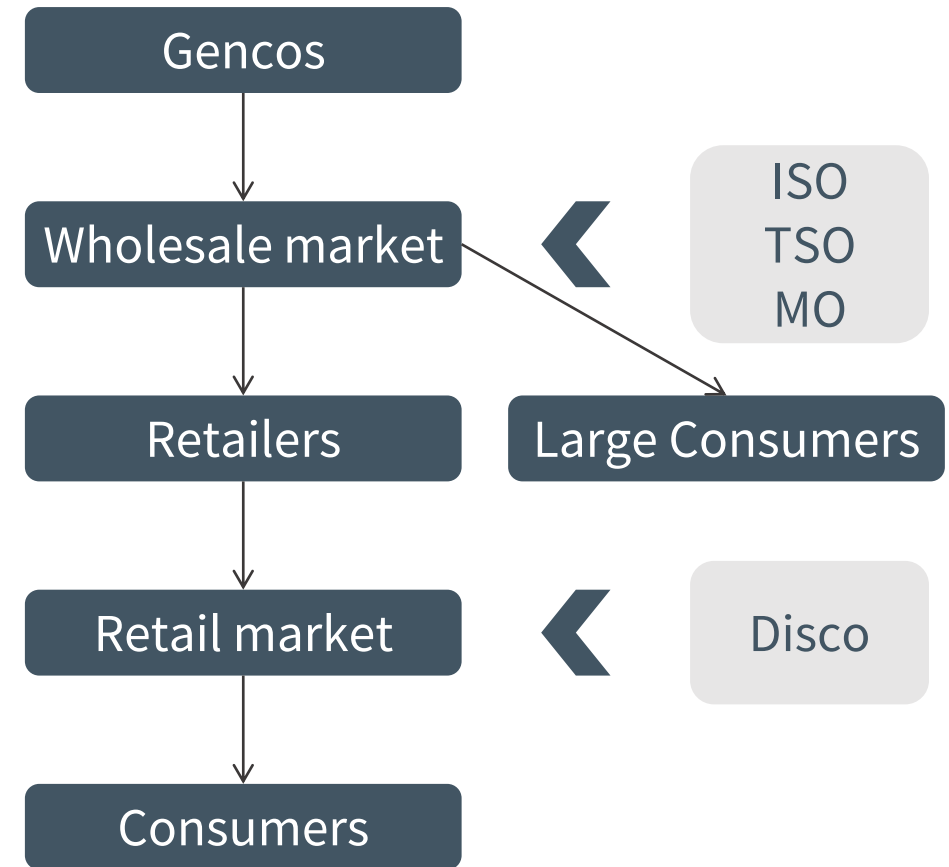 Gencos
Wholesale market
ISO
TSO
MO
Retailers
Large Consumers
Retail market
Disco
Consumers